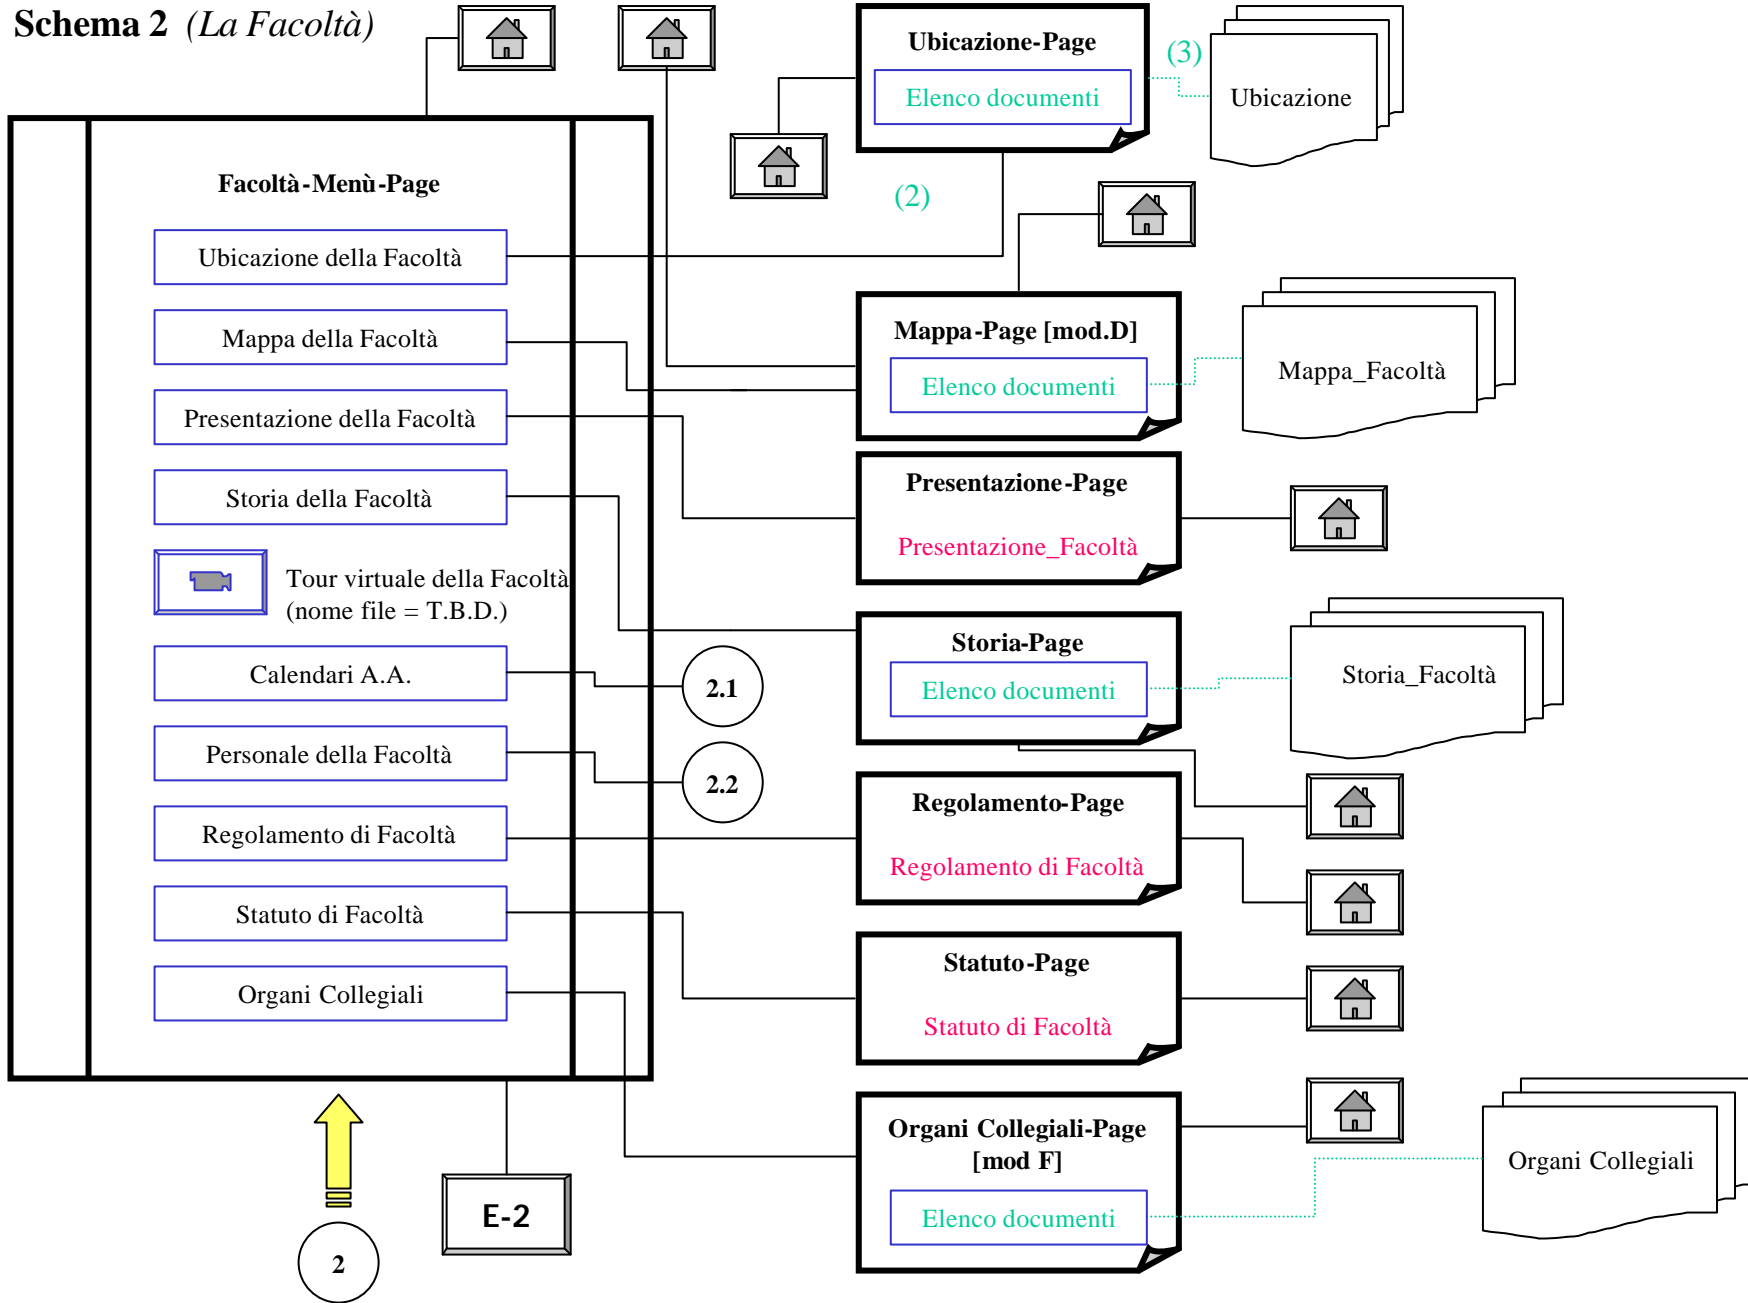 Schema 2 (La Facoltà)
Facoltà-Menù-Page
Ubicazione della Facoltà
Mappa della Facoltà
Presentazione della Facoltà
Storia della Facoltà
Tour virtuale della Facoltà
(nome file = T.B.D.)
Calendari A.A.
Personale della Facoltà
Regolamento di Facoltà
Statuto di Facoltà
Organi Collegiali
2
E-2
2.1
2.2
Ubicazione-Page
Elenco documenti
(3)
Ubicazione
(2)
Mappa-Page [mod.D]
Elenco documenti
Mappa_Facoltà
Presentazione-Page
Presentazione_Facoltà
Storia-Page
Elenco documenti
Storia_Facoltà
Regolamento-Page
Regolamento di Facoltà
Statuto-Page
Statuto di Facoltà
Organi Collegiali-Page
[mod F]
Elenco documenti
Organi Collegiali